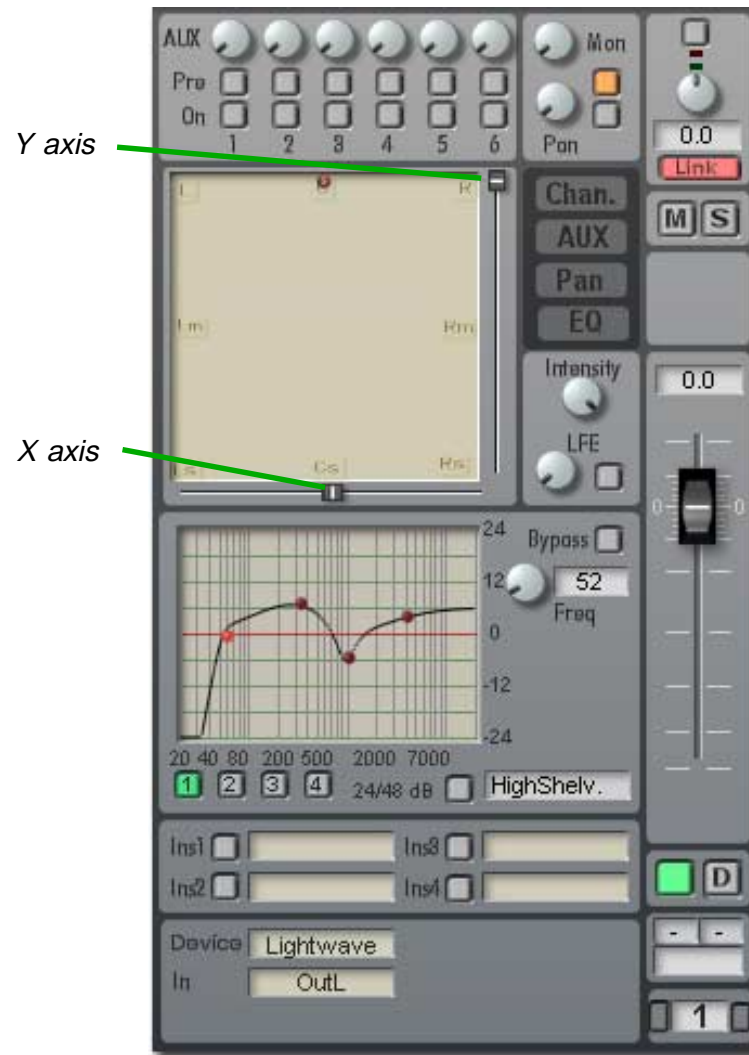 AUX Mon
Pre
On
1 2 3 4 5 6 Pan
0.0
Link
Y axis
L C R
Chan.
M S
AUX
Pan
EQ
Lm Rm
Intensity
0.0
X axis
LFE
Ls Cs Rs
0 0
24
Bypass
12 52
Freq
0
-12
-24
20 40 80 200 500 2000 7000
1 2 3 4 24/48 dB HighShelv.
Ins1 Ins3
Ins2 Ins4
D
Device Lightwave
In OutL
- -
1